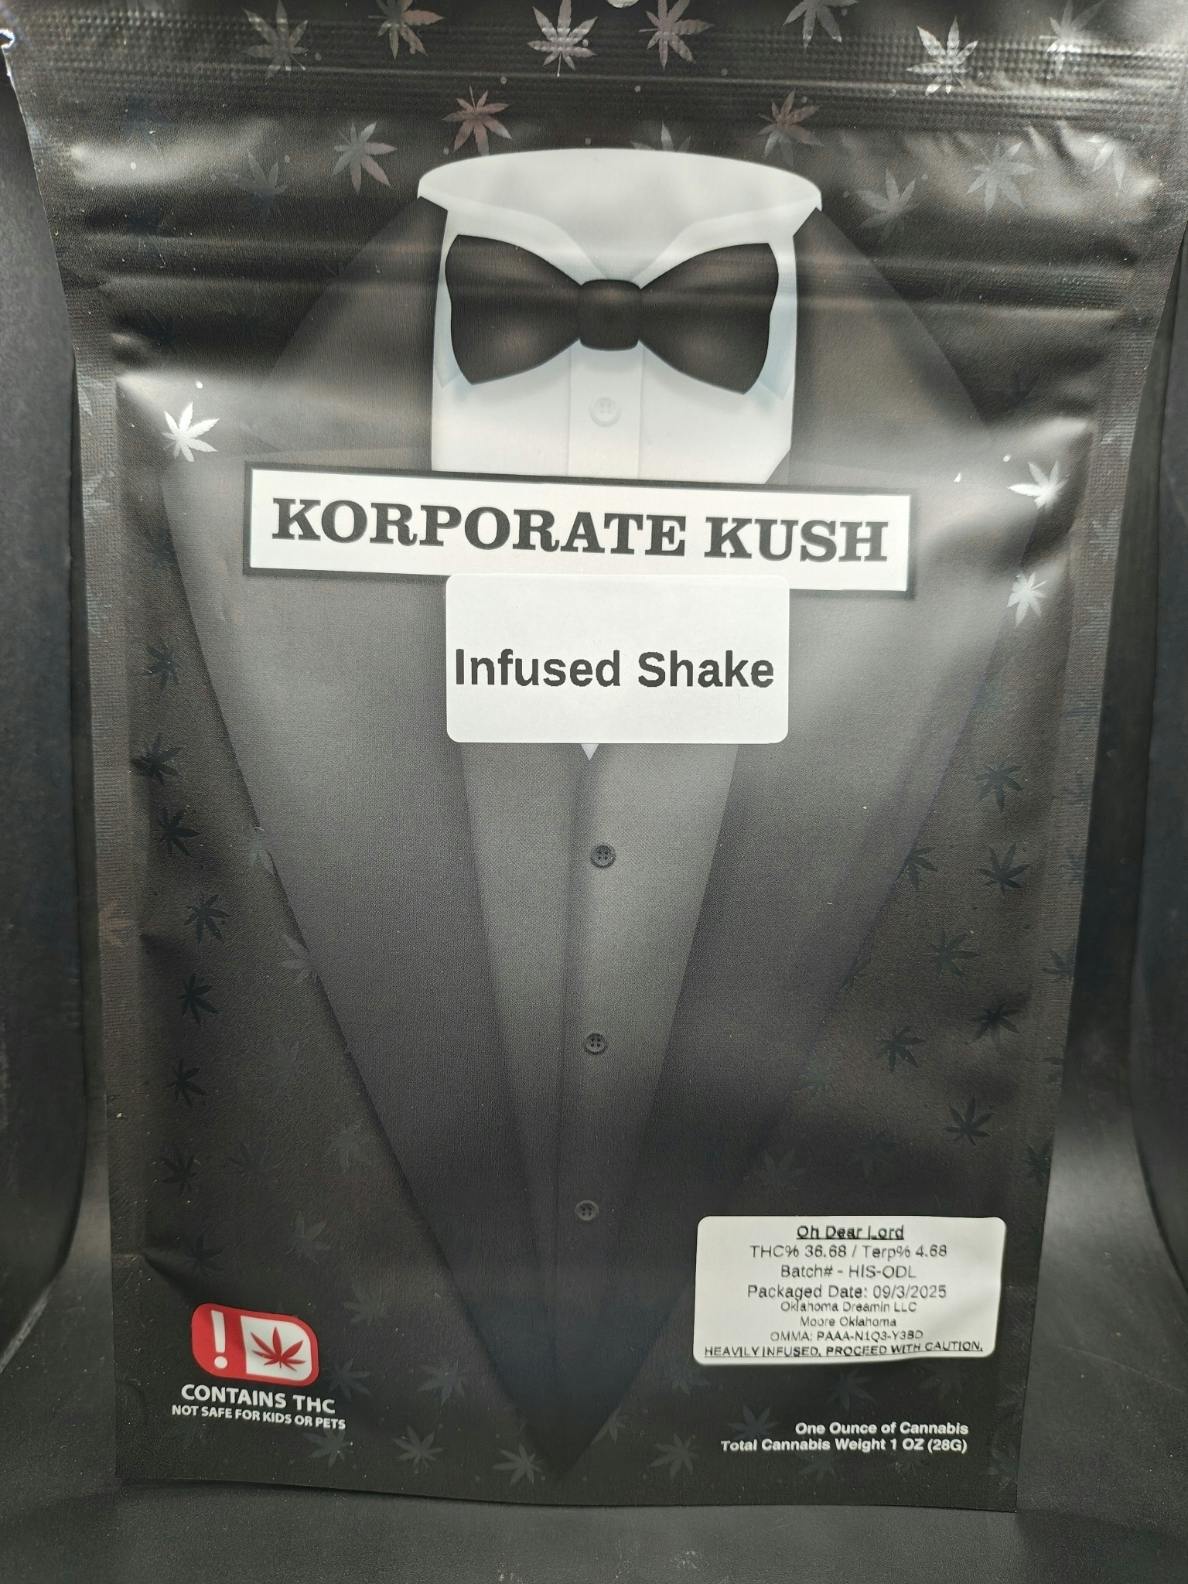 KORPORATE KUSH
Infused Shake
Oh Dear Lord
THC% 36.68 / Terp% 4.68
Batch# - HIS-ODL
Packaged Date: 09/3/2025
Oklahoma Dreamin LLC
Moore Oklahoma
OMMA: PAAA-N1Q3-Y3BD
HEAVILY INFUSED, PROCEED WITH CAUTION.
!
CONTAINS THC
NOT SAFE FOR KIDS OR PETS
One Ounce of Cannabis
Total Cannabis Weight 1 OZ (28G)